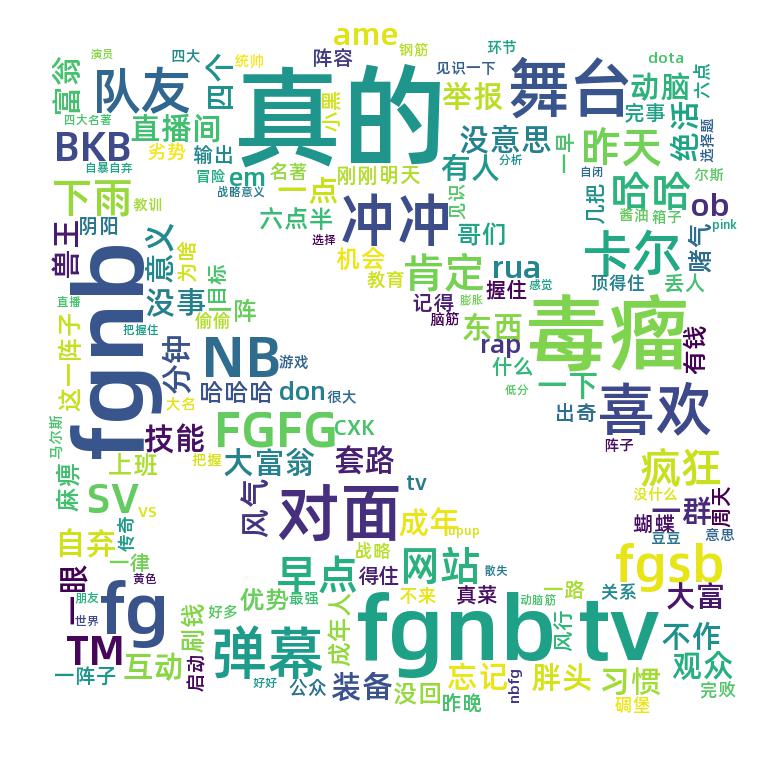 演员
四大
统帅
ame
钢筋
环节
阵容
见识一下
dota
富翁
队友
四个
真的
小黑
举报
舞台
动脑
六点
四大名著
直播间
完事
绝活
选择题
BKB
劣势
输出
没意思
昨天
一早
自暴自弃
冒险
em
名著
刚刚
明天
有人
分析
自闭
尔斯
下雨
教训
战略意义
一点
见识
哈哈
几把
酱油
箱子
ob
阴阳
六点半
冲冲
哥们
pink
兽王
意义
为啥
选择
机会
卡尔
顶得住
赌气
目标
教育
肯定
rua
感觉
丢人
fgnb
没事
偷偷
阵
记得
握住
膨胀
直播
把握住
脑筋
东西
毒瘤
这一阵子
分钟
NB
游戏
rap
什么
有钱
哈哈哈
don
很大
一下
低分
喜欢
大名
出奇
马尔斯
技能
FGFG
CXK
阵子
上班
把握
大富翁
套路
疯狂
麻痹
SV
风气
tv
没什么
一群
周天
vs
对面
成年
蝴蝶
传奇
upup
豆豆
意思
自弃
战略
早点
网站
fgsb
一律
散失
一眼
黄色
得住
fg
优势
最强
不来
真菜
一路
关系
大富
朋友
好多
刷钱
成年人
fgnb
tv
动脑筋
风行
世界
TM
弹幕
不作
互动
观众
一阵子
启动
好好
公众
装备
没回
忘记
nbfg
胖头
习惯
完败
昨晚
碉堡